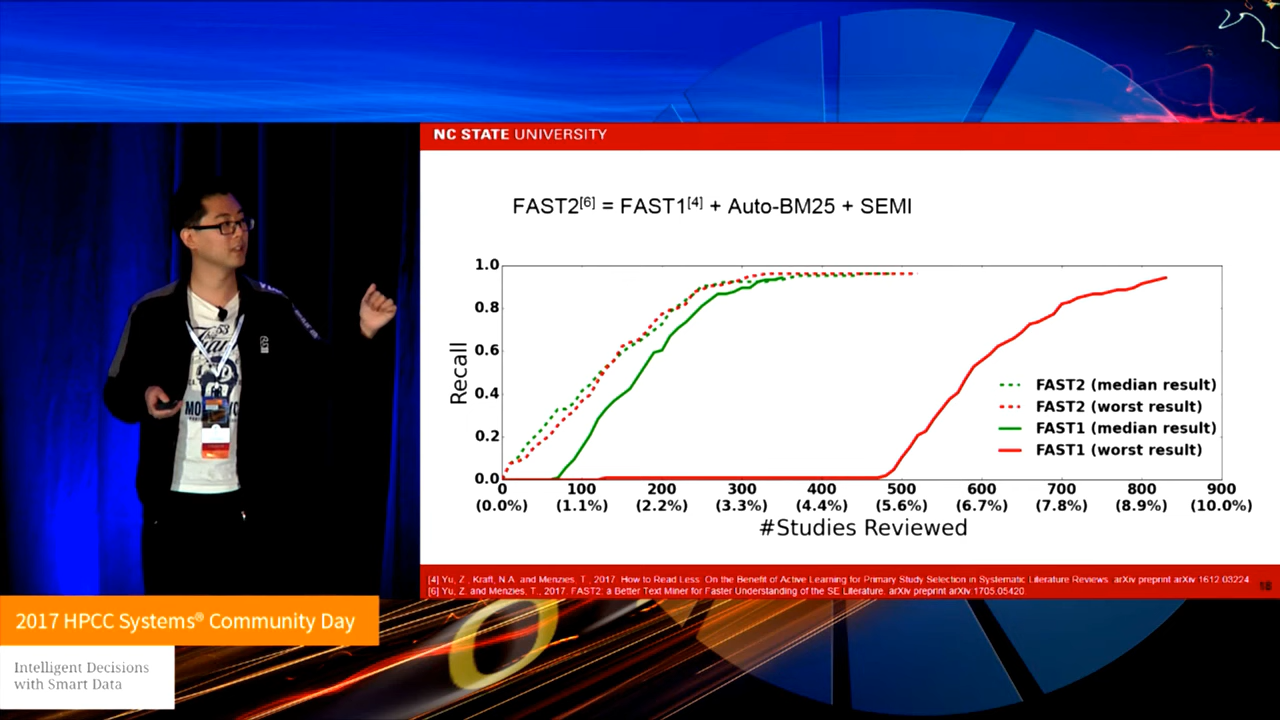 NC STATE UNIVERSITY
FAST2[6] = FAST1[4] + Auto-BM25 + SEMI
1.0
0.8
0.6
0.4
0.2
0.0
Recall
FAST2 (median result)
FAST2 (worst result)
FAST1 (median result)
FAST1 (worst result)
0 100 200 300 400 500 600 700 800 900
(0.0%) (1.1%) (2.2%) (3.3%) (4.4%) (5.6%) (6.7%) (7.8%) (8.9%) (10.0%)
#Studies Reviewed
[4] Yu, Z., Kraft, N.A. and Menzies, T., 2017. How to Read Less: On the Benefit of Active Learning for Primary Study Selection in Systematic Literature Reviews. arXiv preprint arXiv:1612.03224.
[6] Yu, Z. and Menzies, T., 2017. FAST2: a Better Text Miner for Faster Understanding of the SE Literature. arXiv preprint arXiv:1705.05420.
18
2017 HPCC Systems® Community Day
Intelligent Decisions
with Smart Data